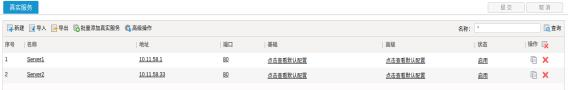 真实服务 提 交 取 消
新建 导入 导出 批量添加真实服务 高级操作 名称： * 查询
序号 名称 地址 端口 基础 高级 状态 操作
1 Server1 10.11.58.1 80 点击查看默认配置 点击查看默认配置 启用
2 Server2 10.11.58.33 80 点击查看默认配置 点击查看默认配置 启用